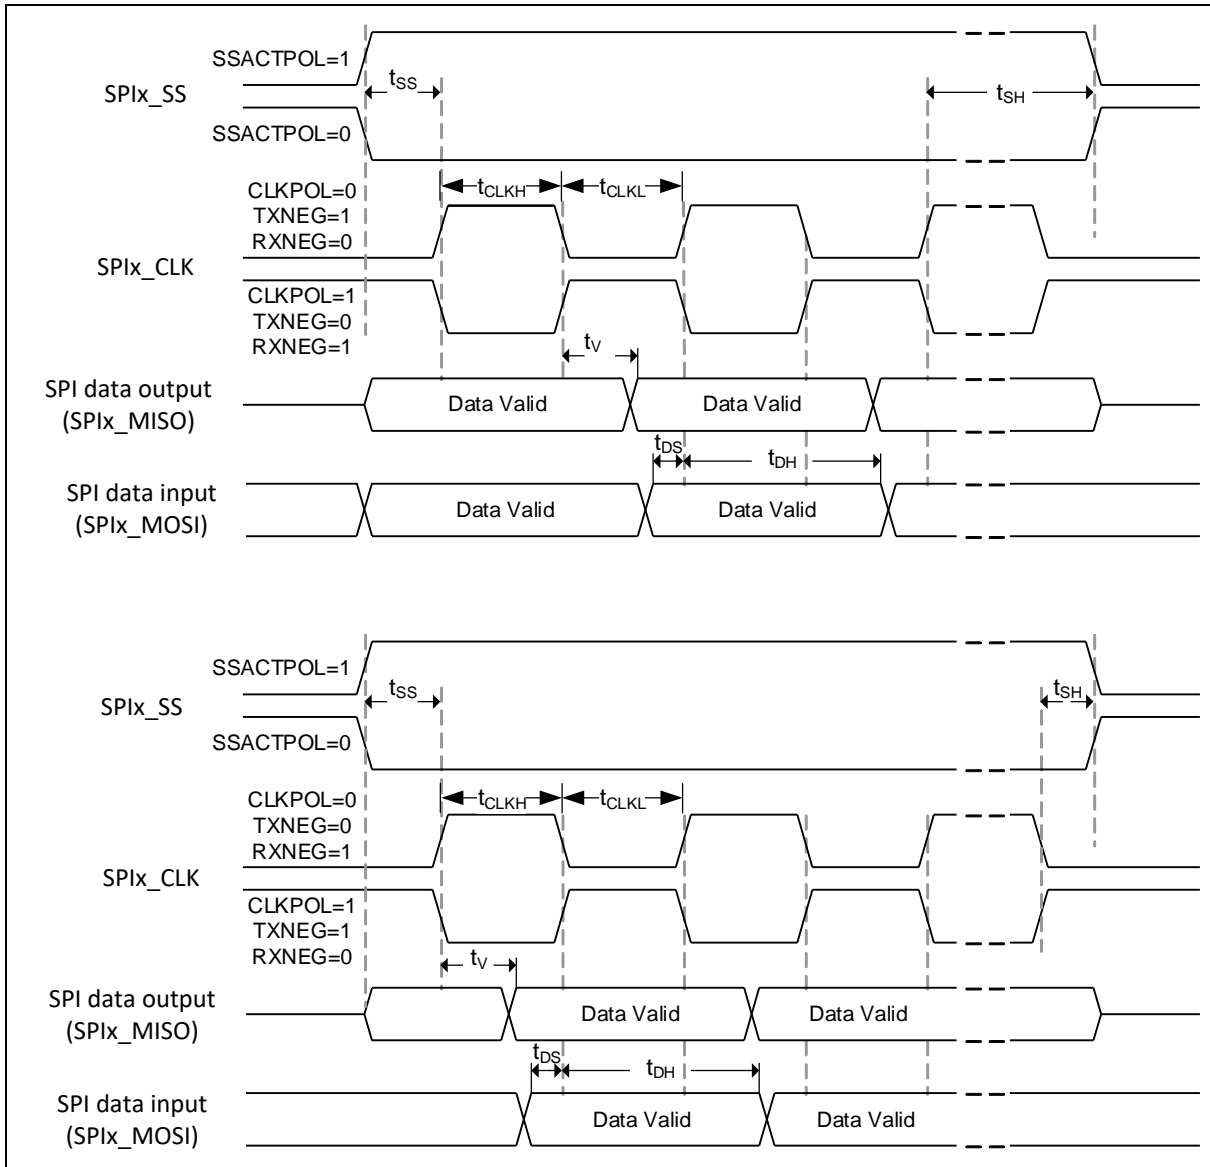 SSACTPOL=1
tSS
tSH
SPIx_SS
SSACTPOL=0
CLKPOL=0
tCLKH
tCLKL
TXNEG=1
RXNEG=0
SPIx_CLK
CLKPOL=1
TXNEG=0
RXNEG=1
tV
SPI data output
(SPIx_MISO)
Data Valid
Data Valid
tDS
tDH
SPI data input
(SPIx_MOSI)
Data Valid
Data Valid
SSACTPOL=1
tSS
tSH
SPIx_SS
SSACTPOL=0
CLKPOL=0
tCLKH
tCLKL
TXNEG=0
RXNEG=1
SPIx_CLK
CLKPOL=1
TXNEG=1
RXNEG=0
tV
SPI data output
(SPIx_MISO)
Data Valid
Data Valid
tDS
tDH
SPI data input
(SPIx_MOSI)
Data Valid
Data Valid